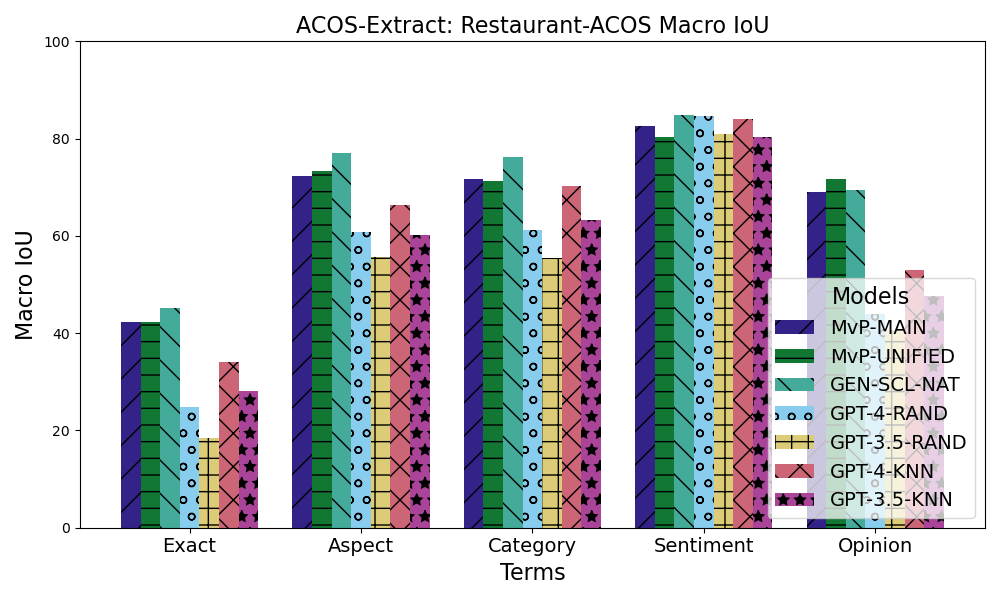 ACOS-Extract: Restaurant-ACOS Macro IoU
100
80
60
40
20
0
Macro IoU
Exact Aspect Category Sentiment Opinion
Terms
Models
MvP-MAIN
MvP-UNIFIED
GEN-SCL-NAT
GPT-4-RAND
GPT-3.5-RAND
GPT-4-KNN
GPT-3.5-KNN